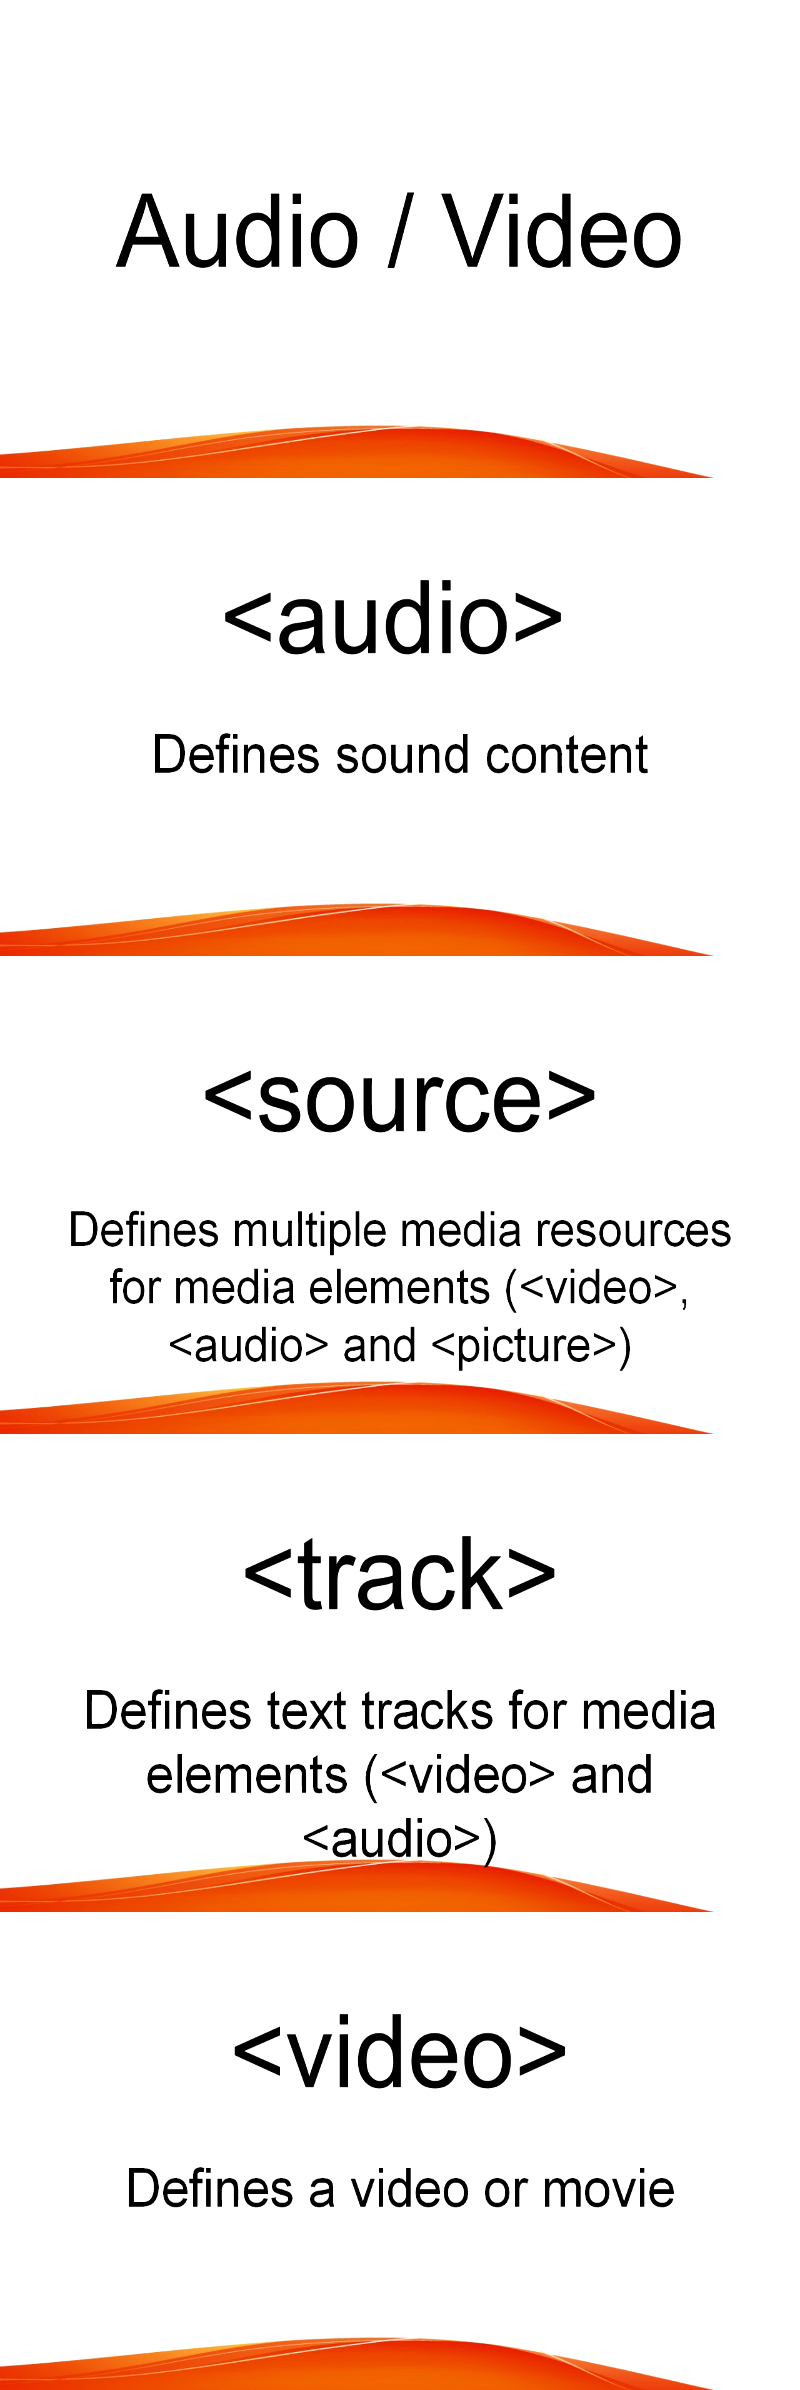 Audio / Video
<audio>
Defines sound content
<source>
Defines multiple media resources
for media elements (<video>,
<audio> and <picture>)
<track>
Defines text tracks for media
elements (<video> and
<audio>)
<video>
Defines a video or movie